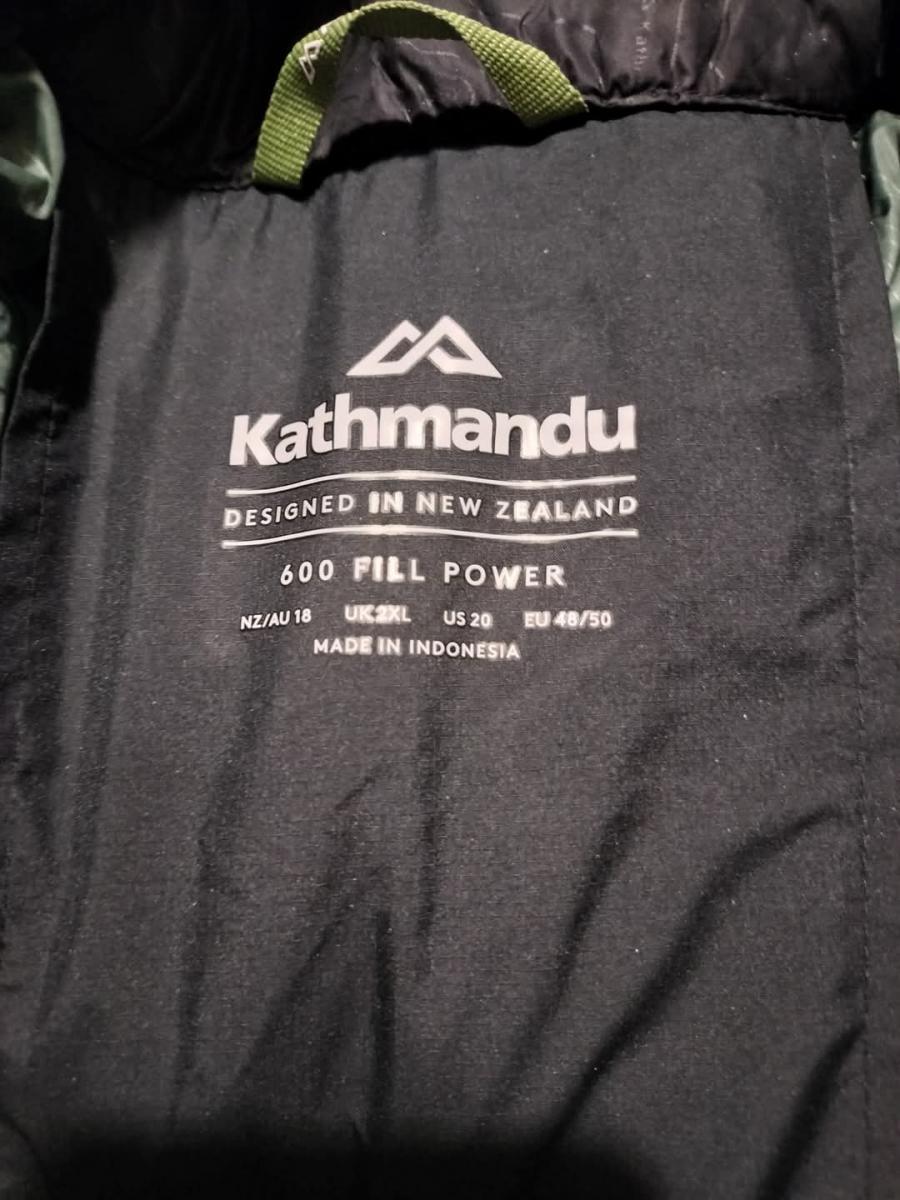 Kathmandu
DESIGNED IN NEW ZEALAND
600 FILL POWER
NZ/AU 18 UK 2XL US 20 EU 48/50
MADE IN INDONESIA